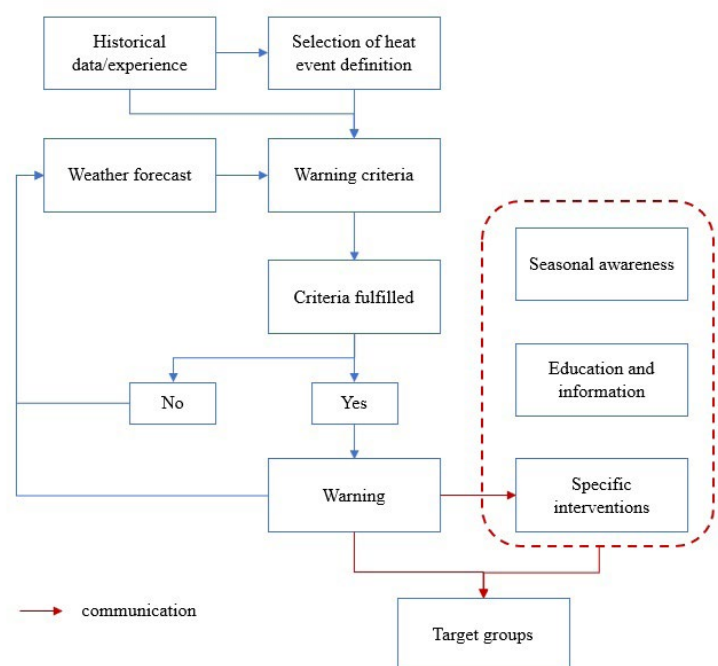 Historical
data/experience
Selection of heat
event definition
Weather forecast
Warning criteria
Seasonal awareness
Criteria fulfilled
Education and
information
No
Yes
Warning
Specific
interventions
communication
Target groups